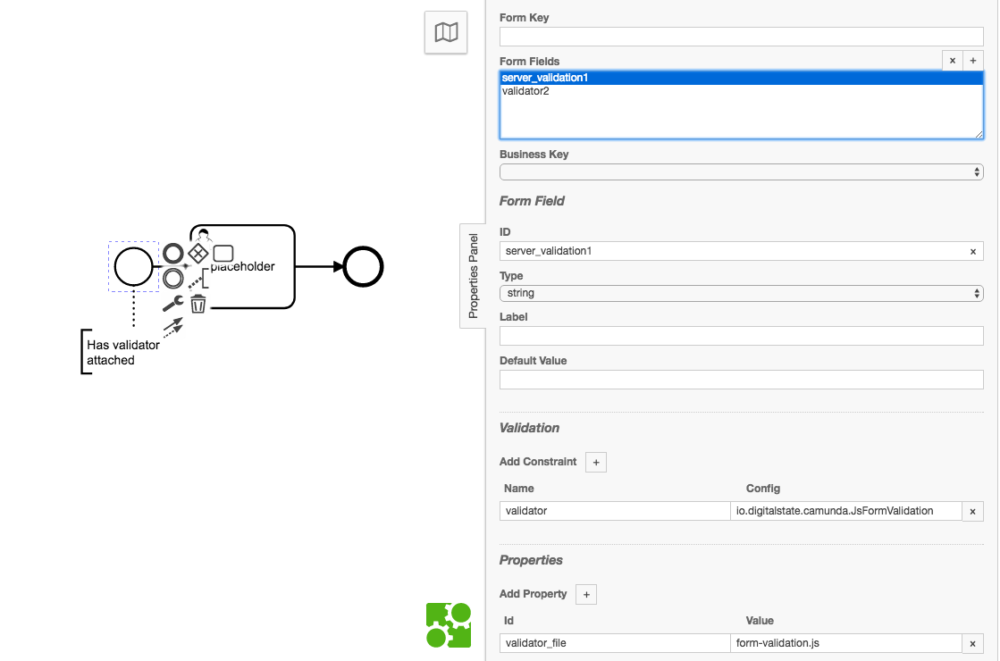 placeholder
Has validator
attached
Properties Panel
Form Key
Form Fields
×
+
server_validation1
validator2
Business Key
Form Field
ID
server_validation1
×
Type
string
Label
Default Value
Validation
Add Constraint +
Name Config
validator io.digitalstate.camunda.JsFormValidation ×
Properties
Add Property +
Id Value
validator_file form-validation.js ×